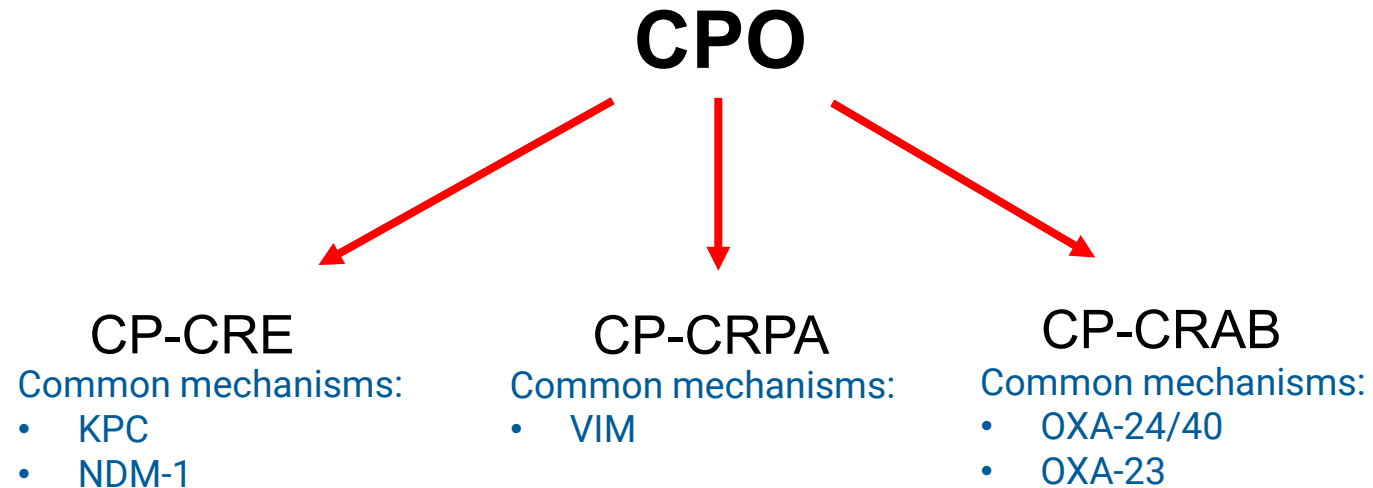 CPO
CP-CRE
Common mechanisms:
• KPC
• NDM-1
CP-CRPA
Common mechanisms:
• VIM
CP-CRAB
Common mechanisms:
• OXA-24/40
• OXA-23